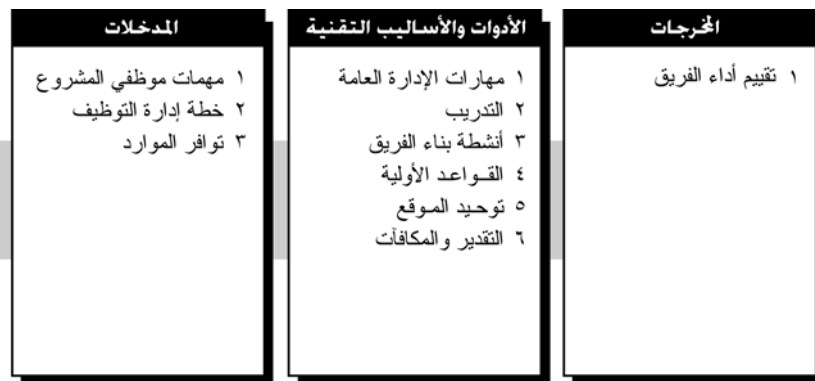 المدخلات
١ مهمات موظفي المشروع
٢ خطة إدارة التوظيف
٣ توافر الموارد
الأدوات والأساليب التقنية
١ مهارات الإدارة العامة
٢ التدريب
٣ أنشطة بناء الفريق
٤ القواعد الأولية
٥ توحيد الموقع
٦ التقدير والمكافآت
المخرجات
١ تقييم أداء الفريق